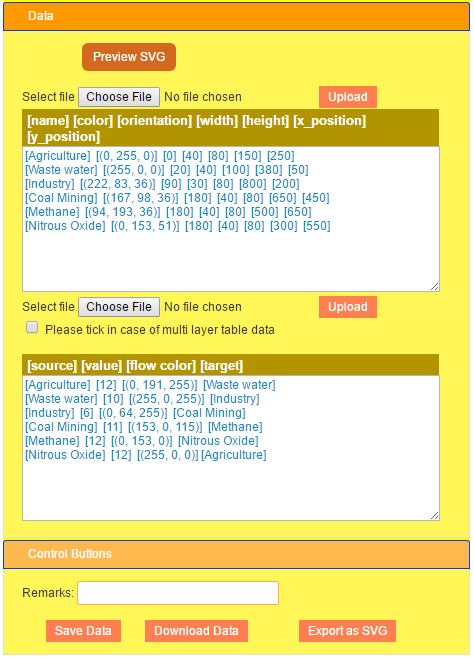 Data
Preview SVG
Select file Choose File No file chosen Upload
[name] [color] [orientation] [width] [height] [x_position]
[y_position]
[Agriculture] [(0, 255, 0)] [0] [40] [80] [150] [250]
[Waste water] [(255, 0, 0)] [20] [40] [100] [380] [50]
[Industry] [(222, 83, 36)] [90] [30] [80] [800] [200]
[Coal Mining] [(167, 98, 36)] [180] [40] [80] [650] [450]
[Methane] [(94, 193, 36)] [180] [40] [80] [500] [650]
[Nitrous Oxide] [(0, 153, 51)] [180] [40] [80] [300] [550]
Select file Choose File No file chosen Upload
Please tick in case of multi layer table data
[source] [value] [flow color] [target]
[Agriculture] [12] [(0, 191, 255)] [Waste water]
[Waste water] [10] [(255, 0, 255)] [Industry]
[Industry] [6] [(0, 64, 255)] [Coal Mining]
[Coal Mining] [11] [(153, 0, 115)] [Methane]
[Methane] [12] [(0, 153, 0)] [Nitrous Oxide]
[Nitrous Oxide] [12] [(255, 0, 0)] [Agriculture]
Control Buttons
Remarks:
Save Data Download Data Export as SVG